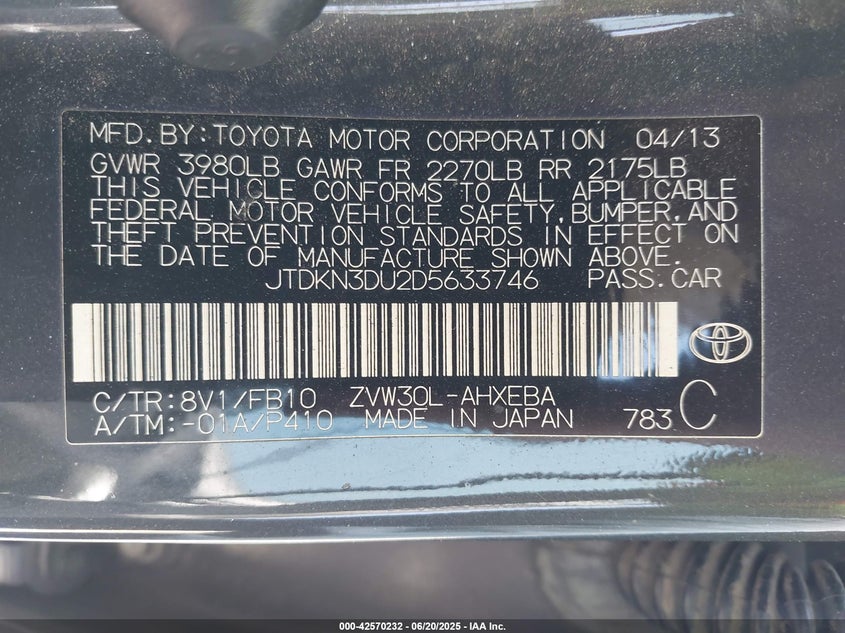 MFD.BY:TOYOTA MOTOR CORPORATION 04/13
GVWR 3980LB GAWR FR 2270LB RR 2175LB
THIS VEHICLE CONFORMS TO ALL APPLICABLE
FEDERAL MOTOR VEHICLE SAFETY,BUMPER,AND
THEFT PREVENTION STANDARDS IN EFFECT ON
THE DATE OF MANUFACTURE SHOWN ABOVE.
JTDKN3DU2D5633746 PASS.CAR
C/TR:8V1/FB10 ZVW30L-AHXEBA
A/TM:-01A/P410 MADE IN JAPAN 783 C
000-42570232 - 06/20/2025 - IAA Inc.